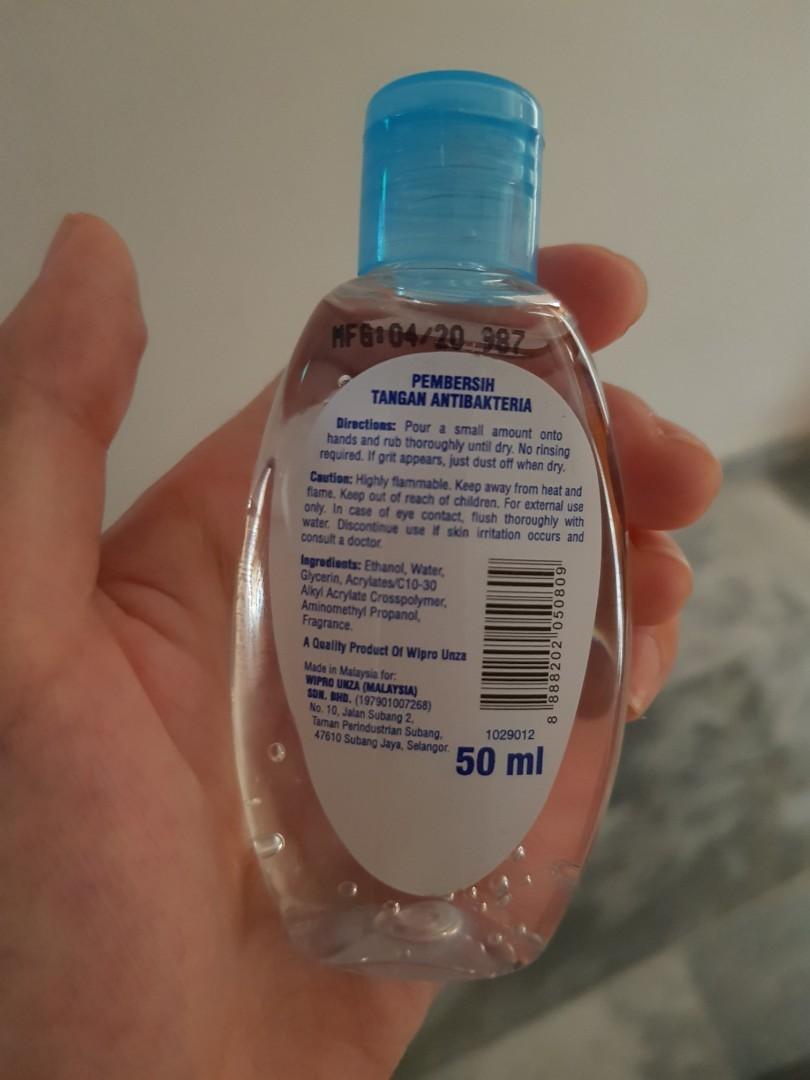 MFG:04/20 987
PEMBERSIH
TANGAN ANTIBAKTERIA
Directions: Pour a small amount onto
hands and rub thoroughly until dry. No rinsing
required. If grit appears, just dust off when dry.
Caution: Highly flammable. Keep away from heat and
flame. Keep out of reach of children. For external use
only. In case of eye contact, flush thoroughly with
water. Discontinue use if skin irritation occurs and
consult a doctor.
Ingredients: Ethanol, Water,
Glycerin, Acrylates/C10-30
Alkyl Acrylate Crosspolymer,
Aminomethyl Propanol,
Fragrance.
A Quality Product Of Wipro Unza
Made in Malaysia for:
WIPRO UNZA (MALAYSIA)
SDN. BHD. (197901007268)
No. 10, Jalan Subang 2,
Taman Perindustrian Subang,
47610 Subang Jaya, Selangor.
8 888202 050809
1029012
50 ml